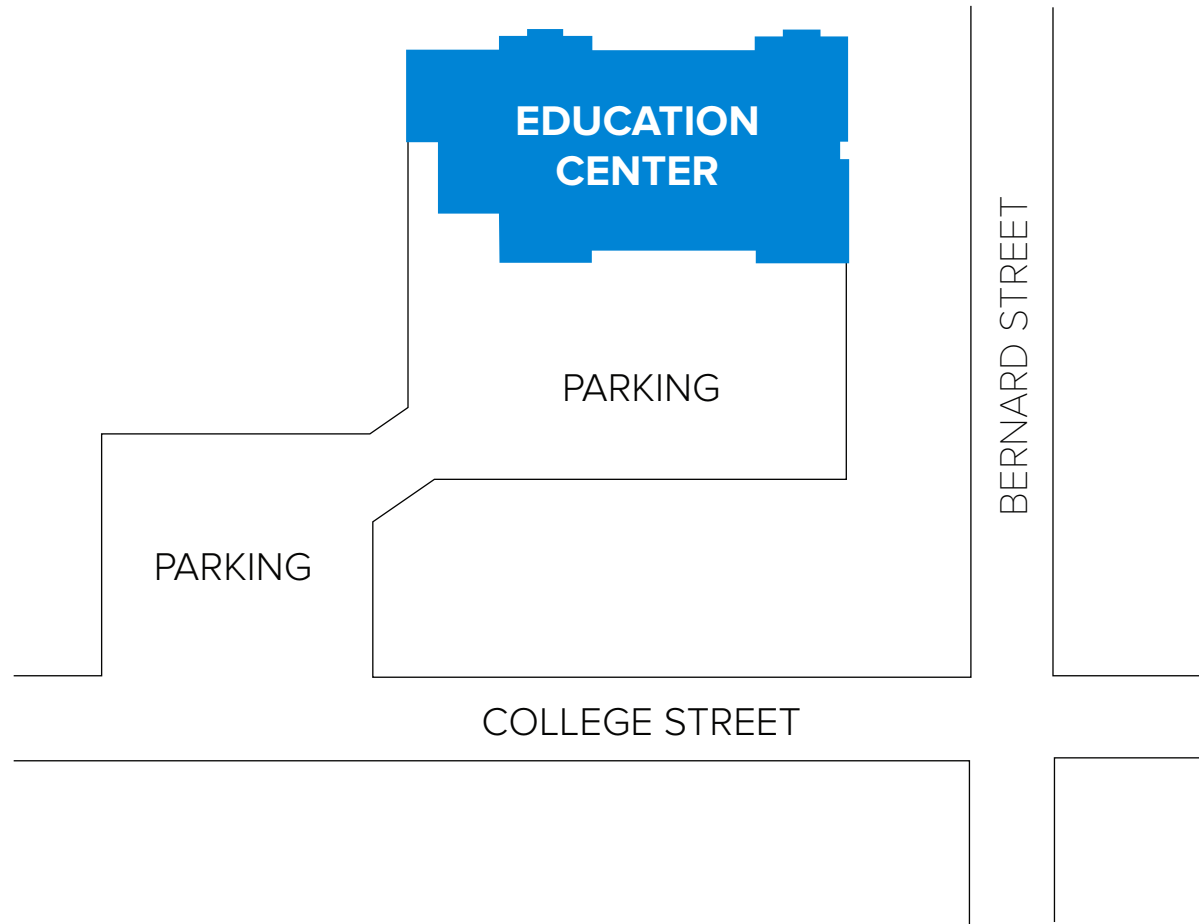 EDUCATION
CENTER
BERNARD STREET
PARKING
PARKING
COLLEGE STREET